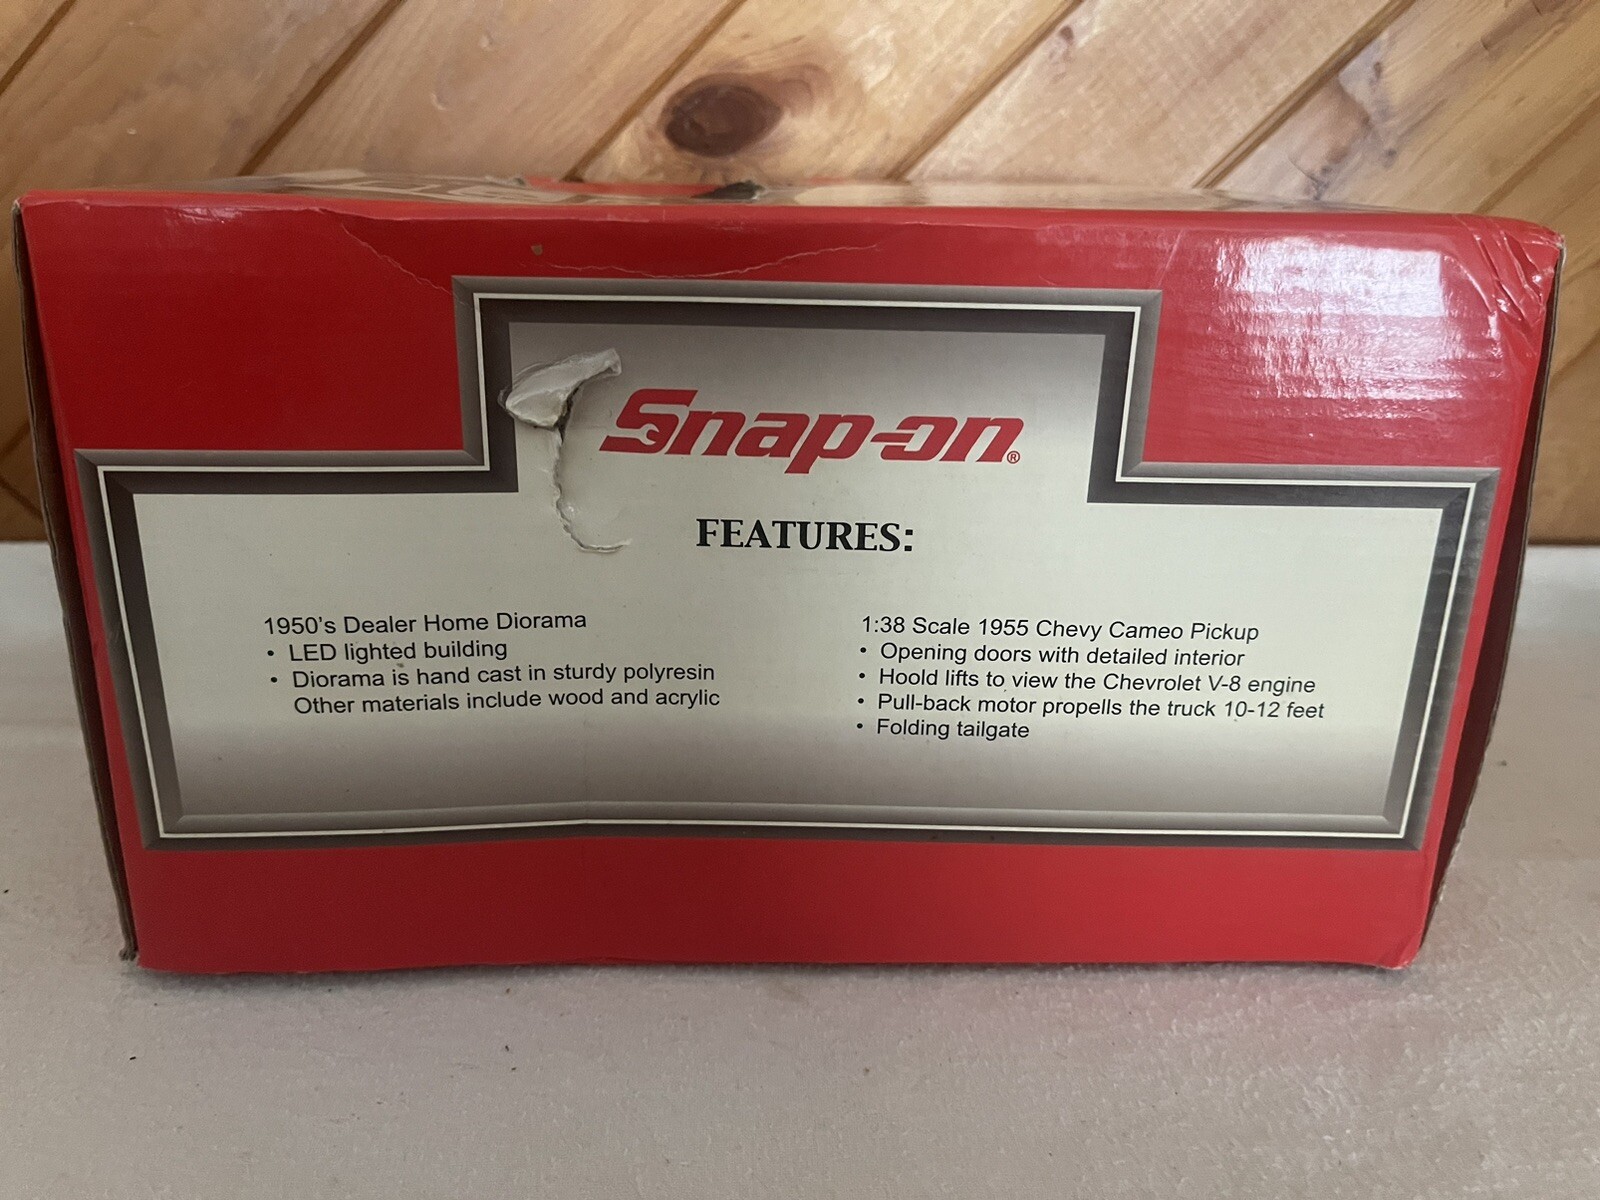 Snap-on®
FEATURES:
1950's Dealer Home Diorama
• LED lighted building
• Diorama is hand cast in sturdy polyresin
Other materials include wood and acrylic
1:38 Scale 1955 Chevy Cameo Pickup
• Opening doors with detailed interior
• Hoold lifts to view the Chevrolet V-8 engine
• Pull-back motor propells the truck 10-12 feet
• Folding tailgate